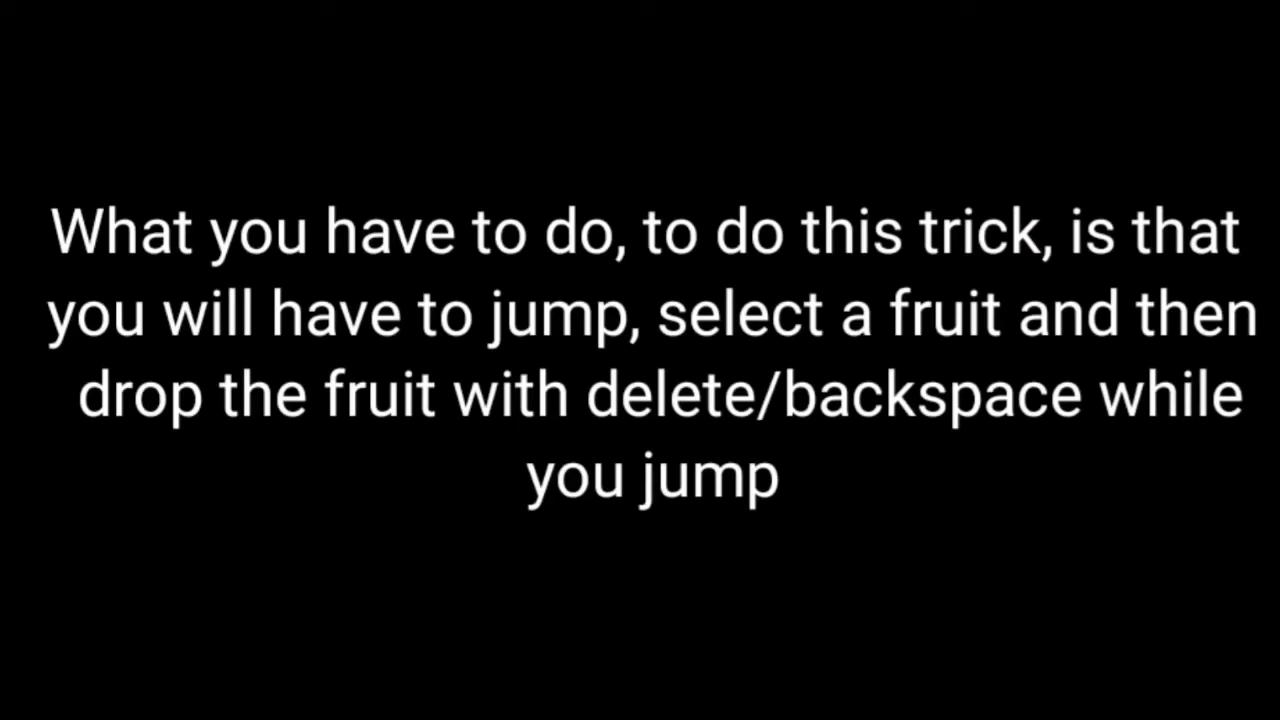 What you have to do, to do this trick, is that
you will have to jump, select a fruit and then
drop the fruit with delete/backspace while
you jump